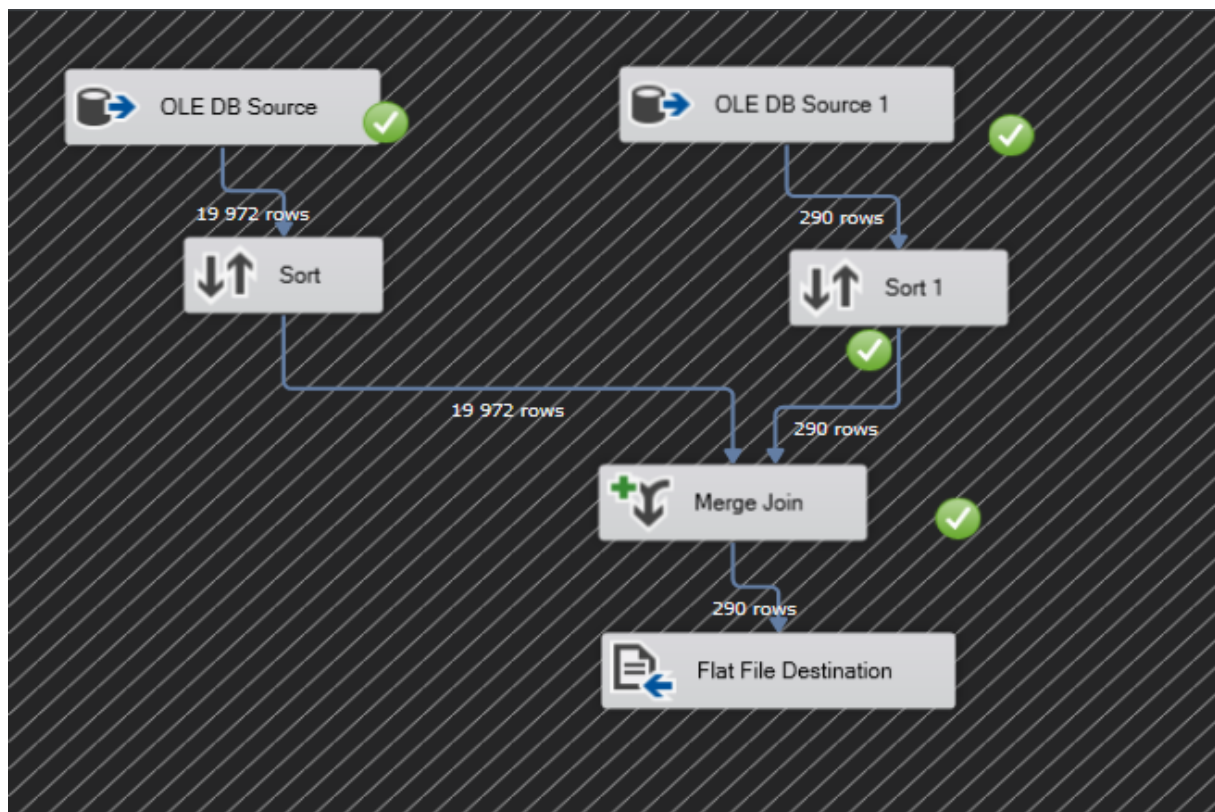 OLE DB Source
OLE DB Source 1
19 972 rows
290 rows
Sort
Sort 1
19 972 rows
290 rows
Merge Join
290 rows
Flat File Destination